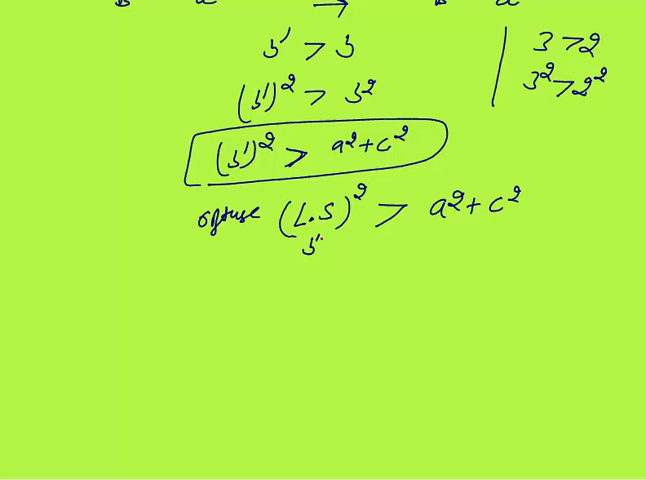 b' > b | 3 > 2
(b')² > b² 3² > 2²
(b')² > a² + c²
obtuse (L.S)² > a² + c²
b'